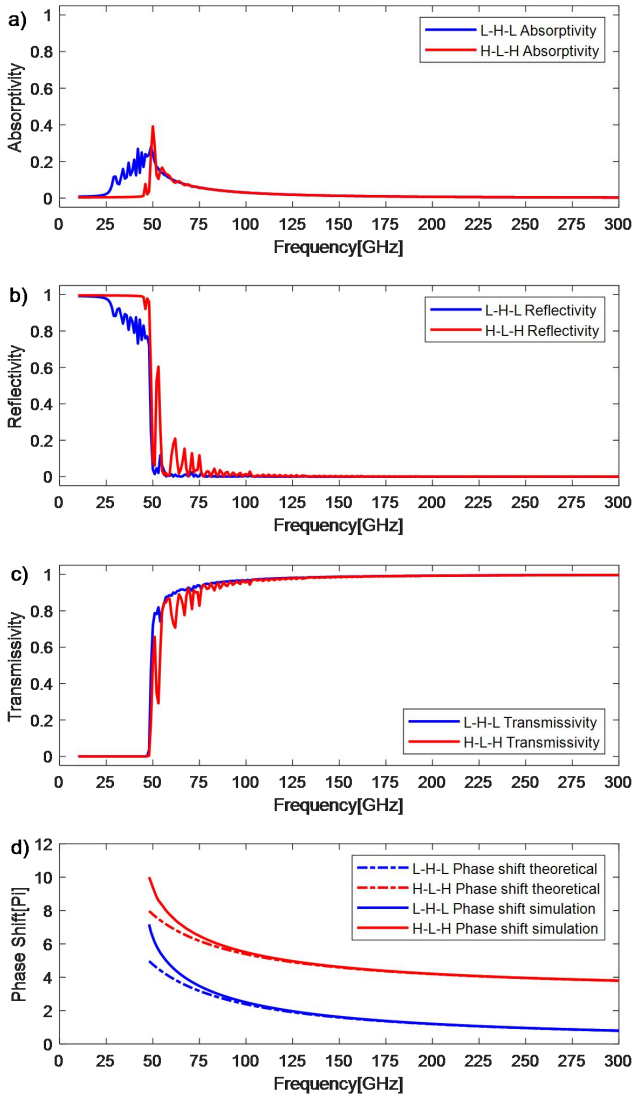 a)
1
0.8
0.6
0.4
0.2
0
Absorptivity
L-H-L Absorptivity
H-L-H Absorptivity
0 25 50 75 100 125 150 175 200 225 250 275 300
Frequency[GHz]
b)
1
0.8
0.6
0.4
0.2
0
Reflectivity
L-H-L Reflectivity
H-L-H Reflectivity
0 25 50 75 100 125 150 175 200 225 250 275 300
Frequency[GHz]
c)
1
0.8
0.6
0.4
0.2
0
Transmissivity
L-H-L Transmissivity
H-L-H Transmissivity
0 25 50 75 100 125 150 175 200 225 250 275 300
Frequency[GHz]
d)
12
10
8
6
4
2
0
Phase Shift[PI]
L-H-L Phase shift theoretical
H-L-H Phase shift theoretical
L-H-L Phase shift simulation
H-L-H Phase shift simulation
0 25 50 75 100 125 150 175 200 225 250 275 300
Frequency[GHz]